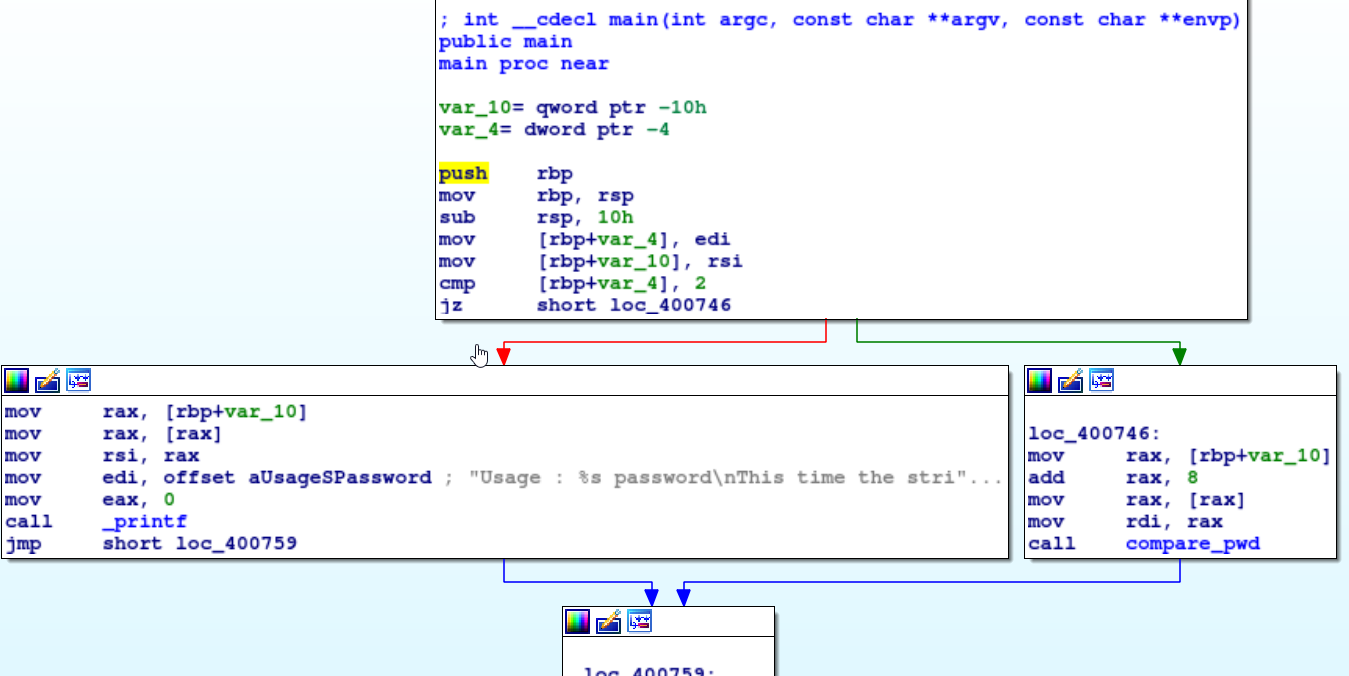 ; int __cdecl main(int argc, const char **argv, const char **envp)
public main
main proc near
var_10= qword ptr -10h
var_4= dword ptr -4
push rbp
mov rbp, rsp
sub rsp, 10h
mov [rbp+var_4], edi
mov [rbp+var_10], rsi
cmp [rbp+var_4], 2
jz short loc_400746
mov rax, [rbp+var_10]
mov rax, [rax]
mov rsi, rax
mov edi, offset aUsageSPassword ; "Usage : %s password\nThis time the stri"...
mov eax, 0
call _printf
jmp short loc_400759
loc_400746:
mov rax, [rbp+var_10]
add rax, 8
mov rax, [rax]
mov rdi, rax
call compare_pwd
loc_400759: